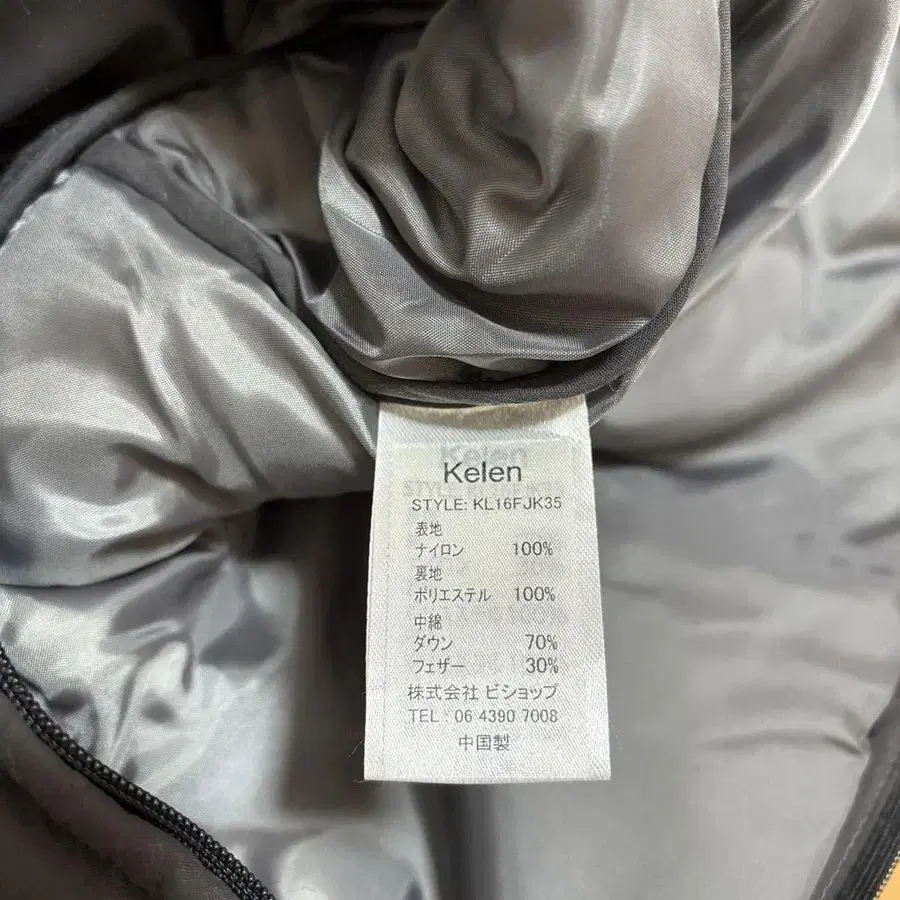 Kelen
STYLE: KL16FJK35
表地
ナイロン 100%
裏地
ポリエステル 100%
中綿
ダウン 70%
フェザー 30%
株式会社 ビショップ
TEL : 06 4390 7008
中国製